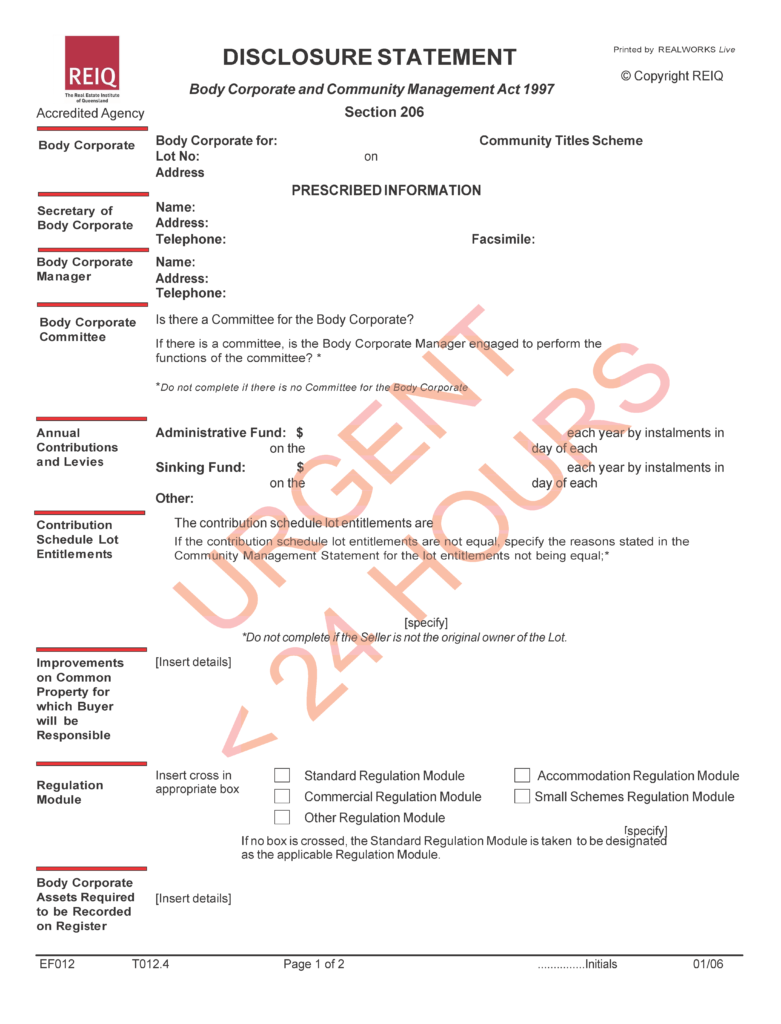 REIQ
The Real Estate Institute
of Queensland
Accredited Agency
DISCLOSURE STATEMENT
Body Corporate and Community Management Act 1997
Section 206
Printed by REALWORKS Live
© Copyright REIQ
Body Corporate
Body Corporate for: Community Titles Scheme
Lot No: on
Address
PRESCRIBED INFORMATION
Secretary of
Body Corporate
Name:
Address:
Telephone: Facsimile:
Body Corporate
Manager
Name:
Address:
Telephone:
Body Corporate
Committee
Is there a Committee for the Body Corporate?
If there is a committee, is the Body Corporate Manager engaged to perform the
functions of the committee? *
*Do not complete if there is no Committee for the Body Corporate
Annual
Contributions
and Levies
Administrative Fund: $ each year by instalments in
on the day of each
Sinking Fund: $ each year by instalments in
on the day of each
Other:
Contribution
Schedule Lot
Entitlements
The contribution schedule lot entitlements are
If the contribution schedule lot entitlements are not equal, specify the reasons stated in the
Community Management Statement for the lot entitlements not being equal;*
[specify]
*Do not complete if the Seller is not the original owner of the Lot.
Improvements
on Common
Property for
which Buyer
will be
Responsible
[Insert details]
Regulation
Module
Insert cross in
appropriate box
Standard Regulation Module Accommodation Regulation Module
Commercial Regulation Module Small Schemes Regulation Module
Other Regulation Module
[specify]
If no box is crossed, the Standard Regulation Module is taken to be designated
as the applicable Regulation Module.
Body Corporate
Assets Required
to be Recorded
on Register
[Insert details]
EF012 T012.4 Page 1 of 2 ...............Initials 01/06
URGENT
< 24 HOURS